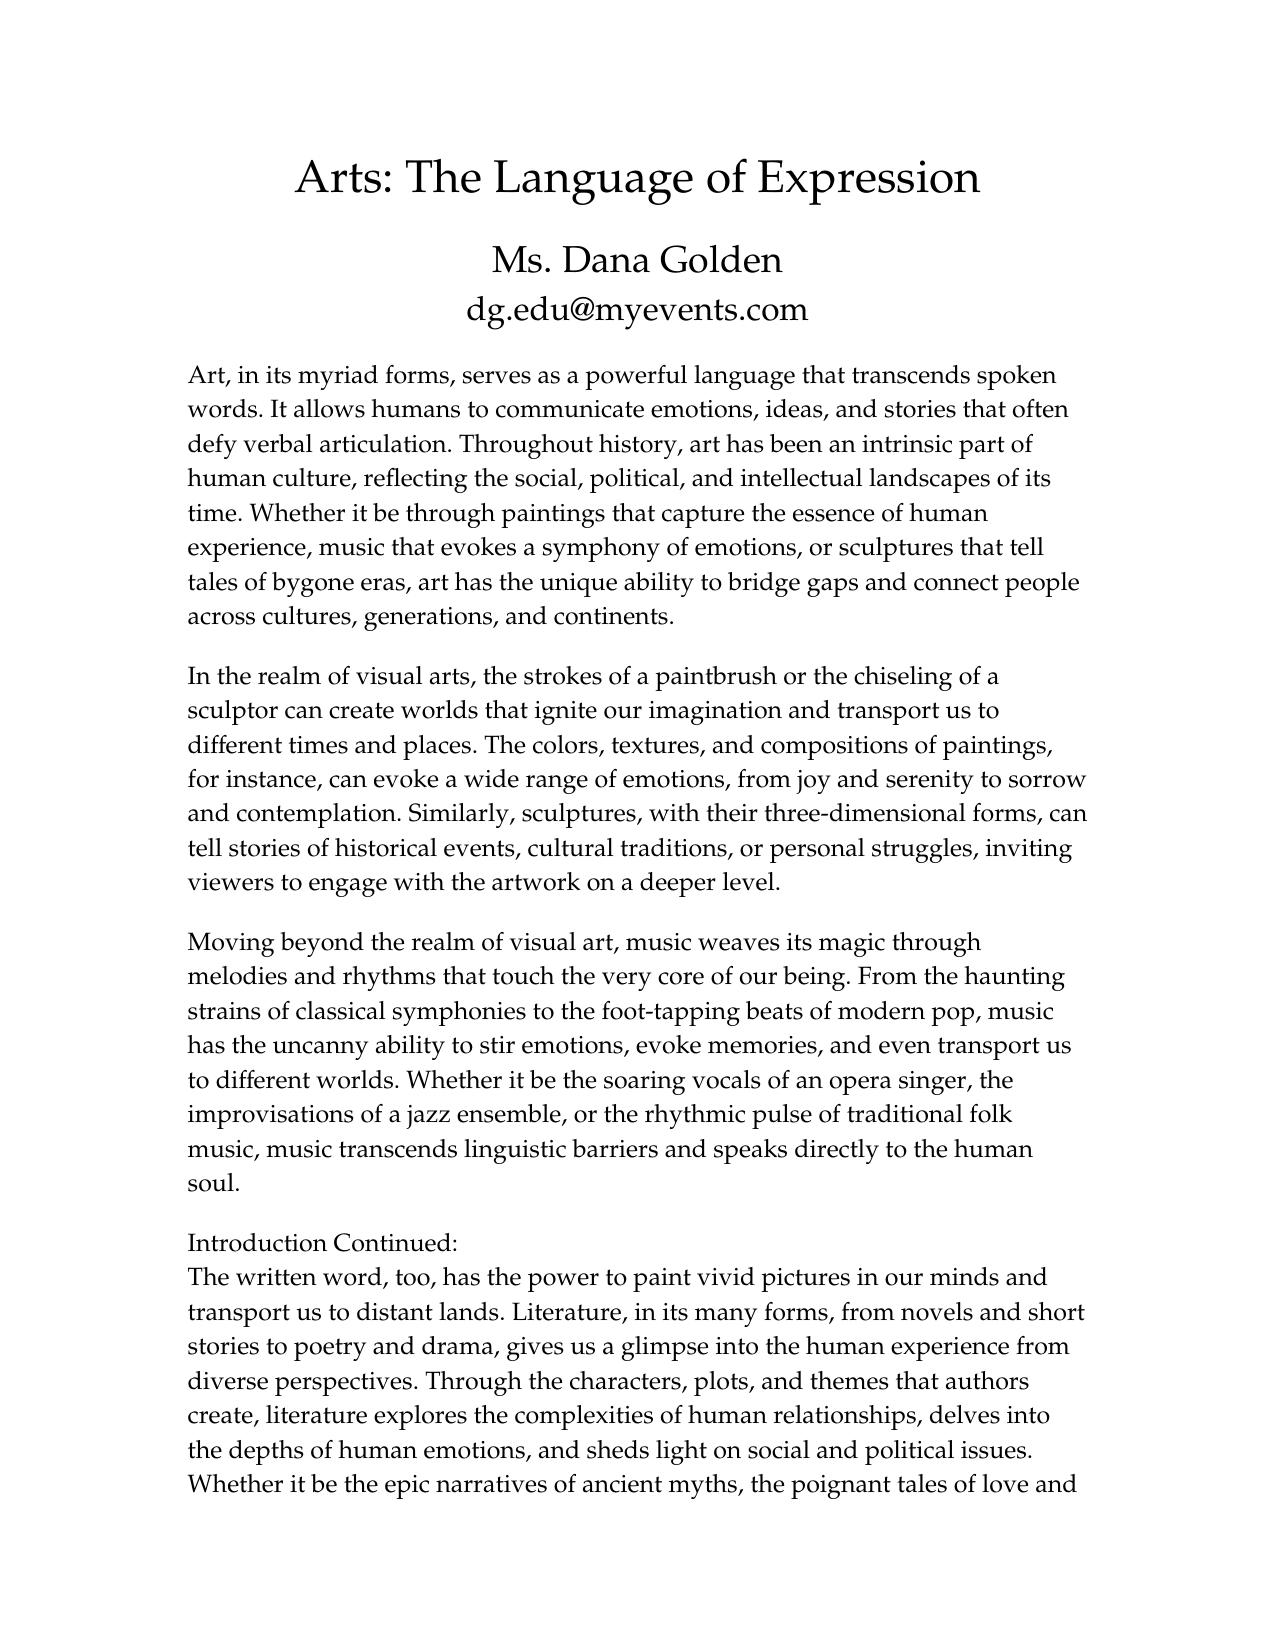 Arts: The Language of Expression
Ms. Dana Golden
dg.edu@myevents.com
Art, in its myriad forms, serves as a powerful language that transcends spoken
words. It allows humans to communicate emotions, ideas, and stories that often
defy verbal articulation. Throughout history, art has been an intrinsic part of
human culture, reflecting the social, political, and intellectual landscapes of its
time. Whether it be through paintings that capture the essence of human
experience, music that evokes a symphony of emotions, or sculptures that tell
tales of bygone eras, art has the unique ability to bridge gaps and connect people
across cultures, generations, and continents.
In the realm of visual arts, the strokes of a paintbrush or the chiseling of a
sculptor can create worlds that ignite our imagination and transport us to
different times and places. The colors, textures, and compositions of paintings,
for instance, can evoke a wide range of emotions, from joy and serenity to sorrow
and contemplation. Similarly, sculptures, with their three-dimensional forms, can
tell stories of historical events, cultural traditions, or personal struggles, inviting
viewers to engage with the artwork on a deeper level.
Moving beyond the realm of visual art, music weaves its magic through
melodies and rhythms that touch the very core of our being. From the haunting
strains of classical symphonies to the foot-tapping beats of modern pop, music
has the uncanny ability to stir emotions, evoke memories, and even transport us
to different worlds. Whether it be the soaring vocals of an opera singer, the
improvisations of a jazz ensemble, or the rhythmic pulse of traditional folk
music, music transcends linguistic barriers and speaks directly to the human
soul.
Introduction Continued:
The written word, too, has the power to paint vivid pictures in our minds and
transport us to distant lands. Literature, in its many forms, from novels and short
stories to poetry and drama, gives us a glimpse into the human experience from
diverse perspectives. Through the characters, plots, and themes that authors
create, literature explores the complexities of human relationships, delves into
the depths of human emotions, and sheds light on social and political issues.
Whether it be the epic narratives of ancient myths, the poignant tales of love and